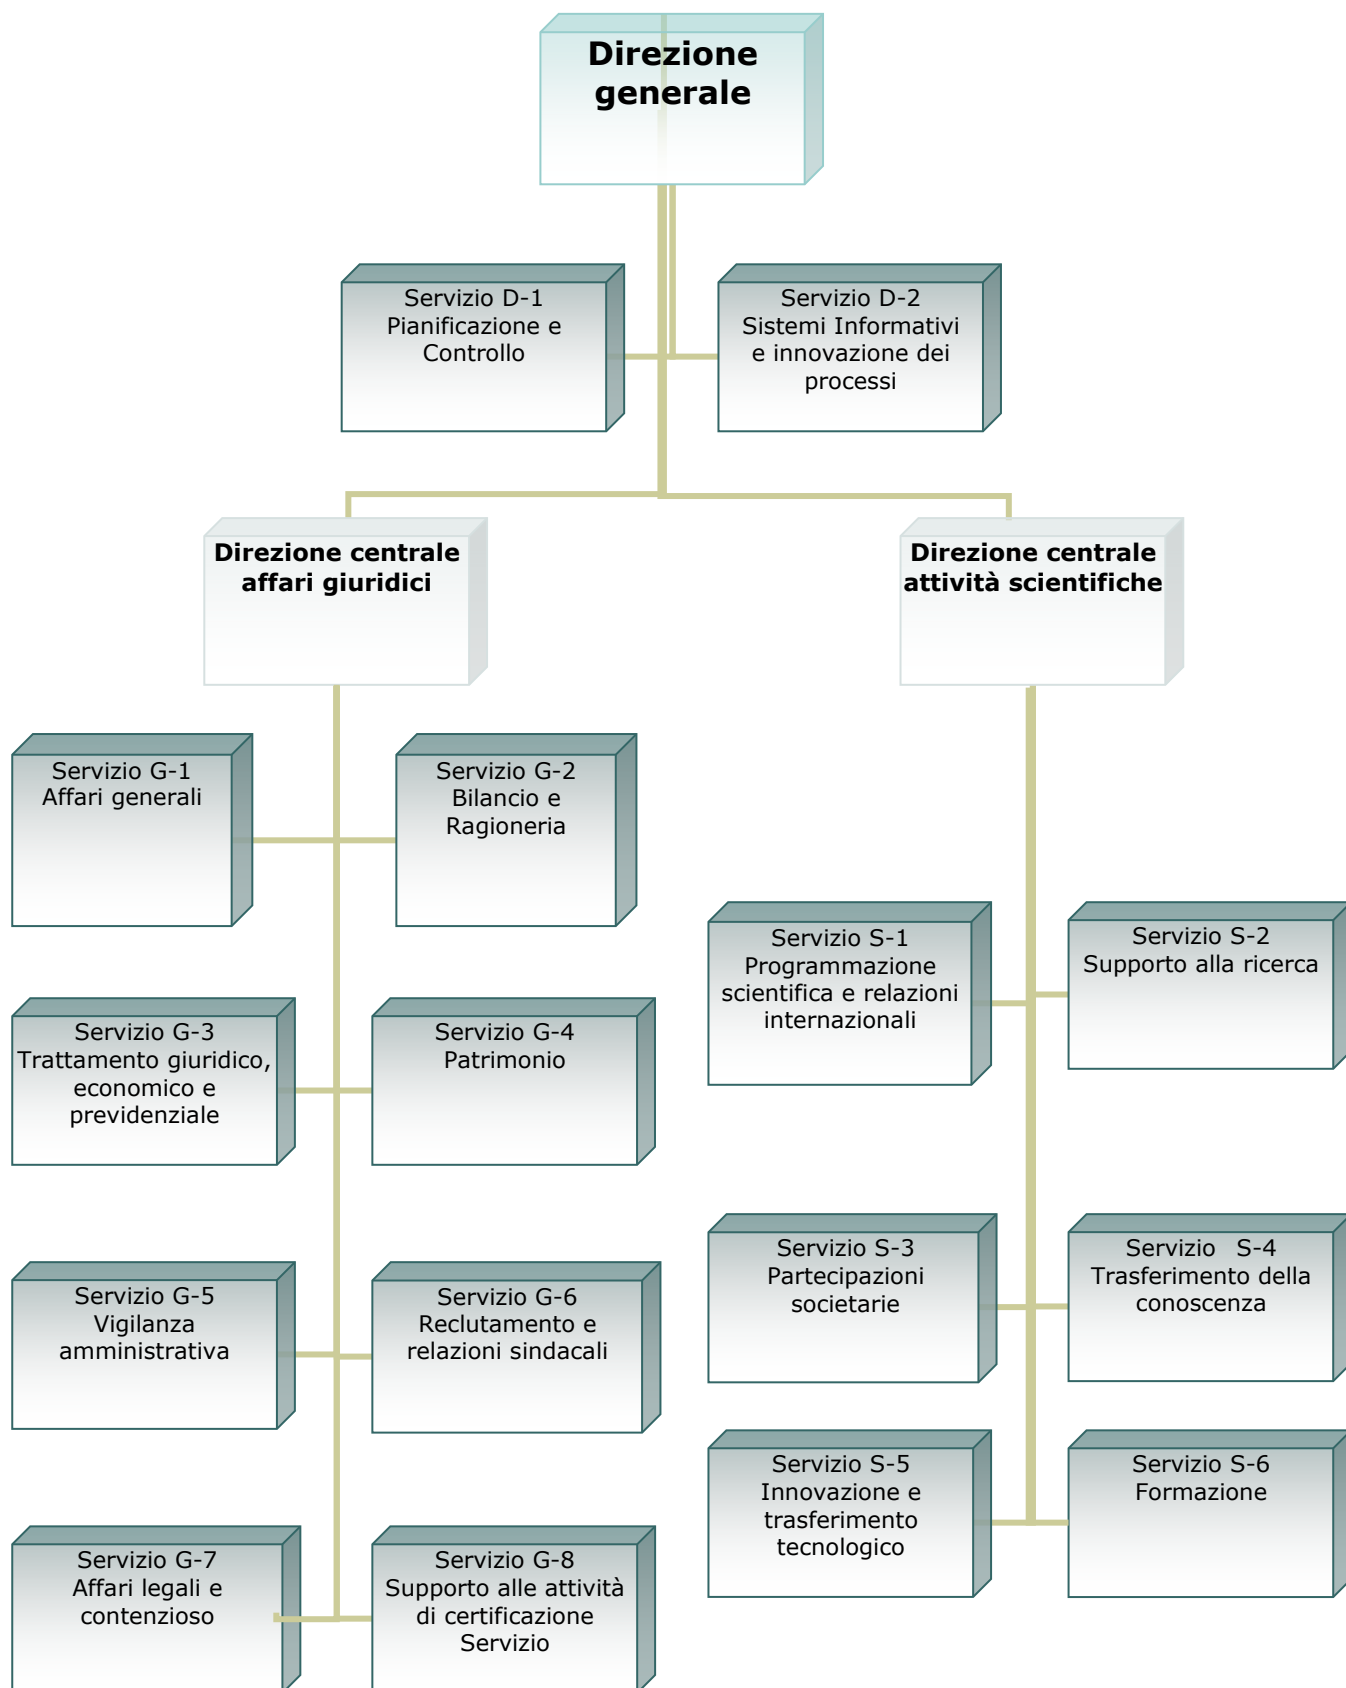 Direzione
generale
Servizio D-1
Pianificazione e
Controllo
Servizio D-2
Sistemi Informativi
e innovazione dei
processi
Direzione centrale
affari giuridici
Direzione centrale
attività scientifiche
Servizio G-1
Affari generali
Servizio G-2
Bilancio e
Ragioneria
Servizio S-1
Programmazione
scientifica e relazioni
internazionali
Servizio S-2
Supporto alla ricerca
Servizio G-3
Trattamento giuridico,
economico e
previdenziale
Servizio G-4
Patrimonio
Servizio S-3
Partecipazioni
societarie
Servizio S-4
Trasferimento della
conoscenza
Servizio G-5
Vigilanza
amministrativa
Servizio G-6
Reclutamento e
relazioni sindacali
Servizio S-5
Innovazione e
trasferimento
tecnologico
Servizio S-6
Formazione
Servizio G-7
Affari legali e
contenzioso
Servizio G-8
Supporto alle attività
di certificazione
Servizio